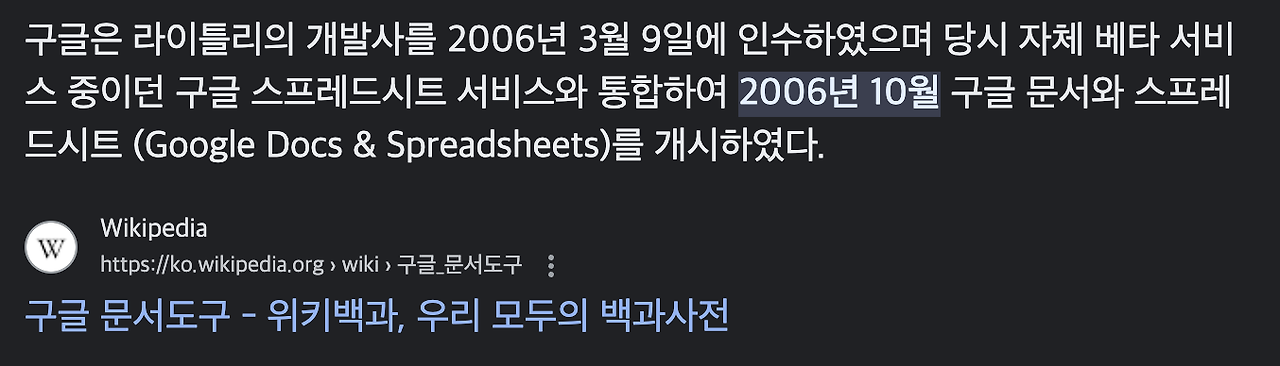 구글은 라이틀리의 개발사를 2006년 3월 9일에 인수하였으며 당시 자체 베타 서비
스 중이던 구글 스프레드시트 서비스와 통합하여 2006년 10월 구글 문서와 스프레
드시트 (Google Docs & Spreadsheets)를 개시하였다.
W
Wikipedia
https://ko.wikipedia.org › wiki › 구글_문서도구
구글 문서도구 - 위키백과, 우리 모두의 백과사전